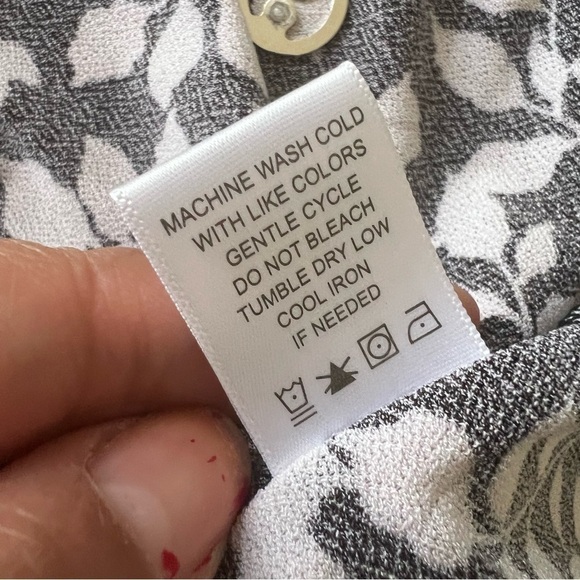 MACHINE WASH COLD
WITH LIKE COLORS
GENTLE CYCLE
DO NOT BLEACH
TUMBLE DRY LOW
COOL IRON
IF NEEDED